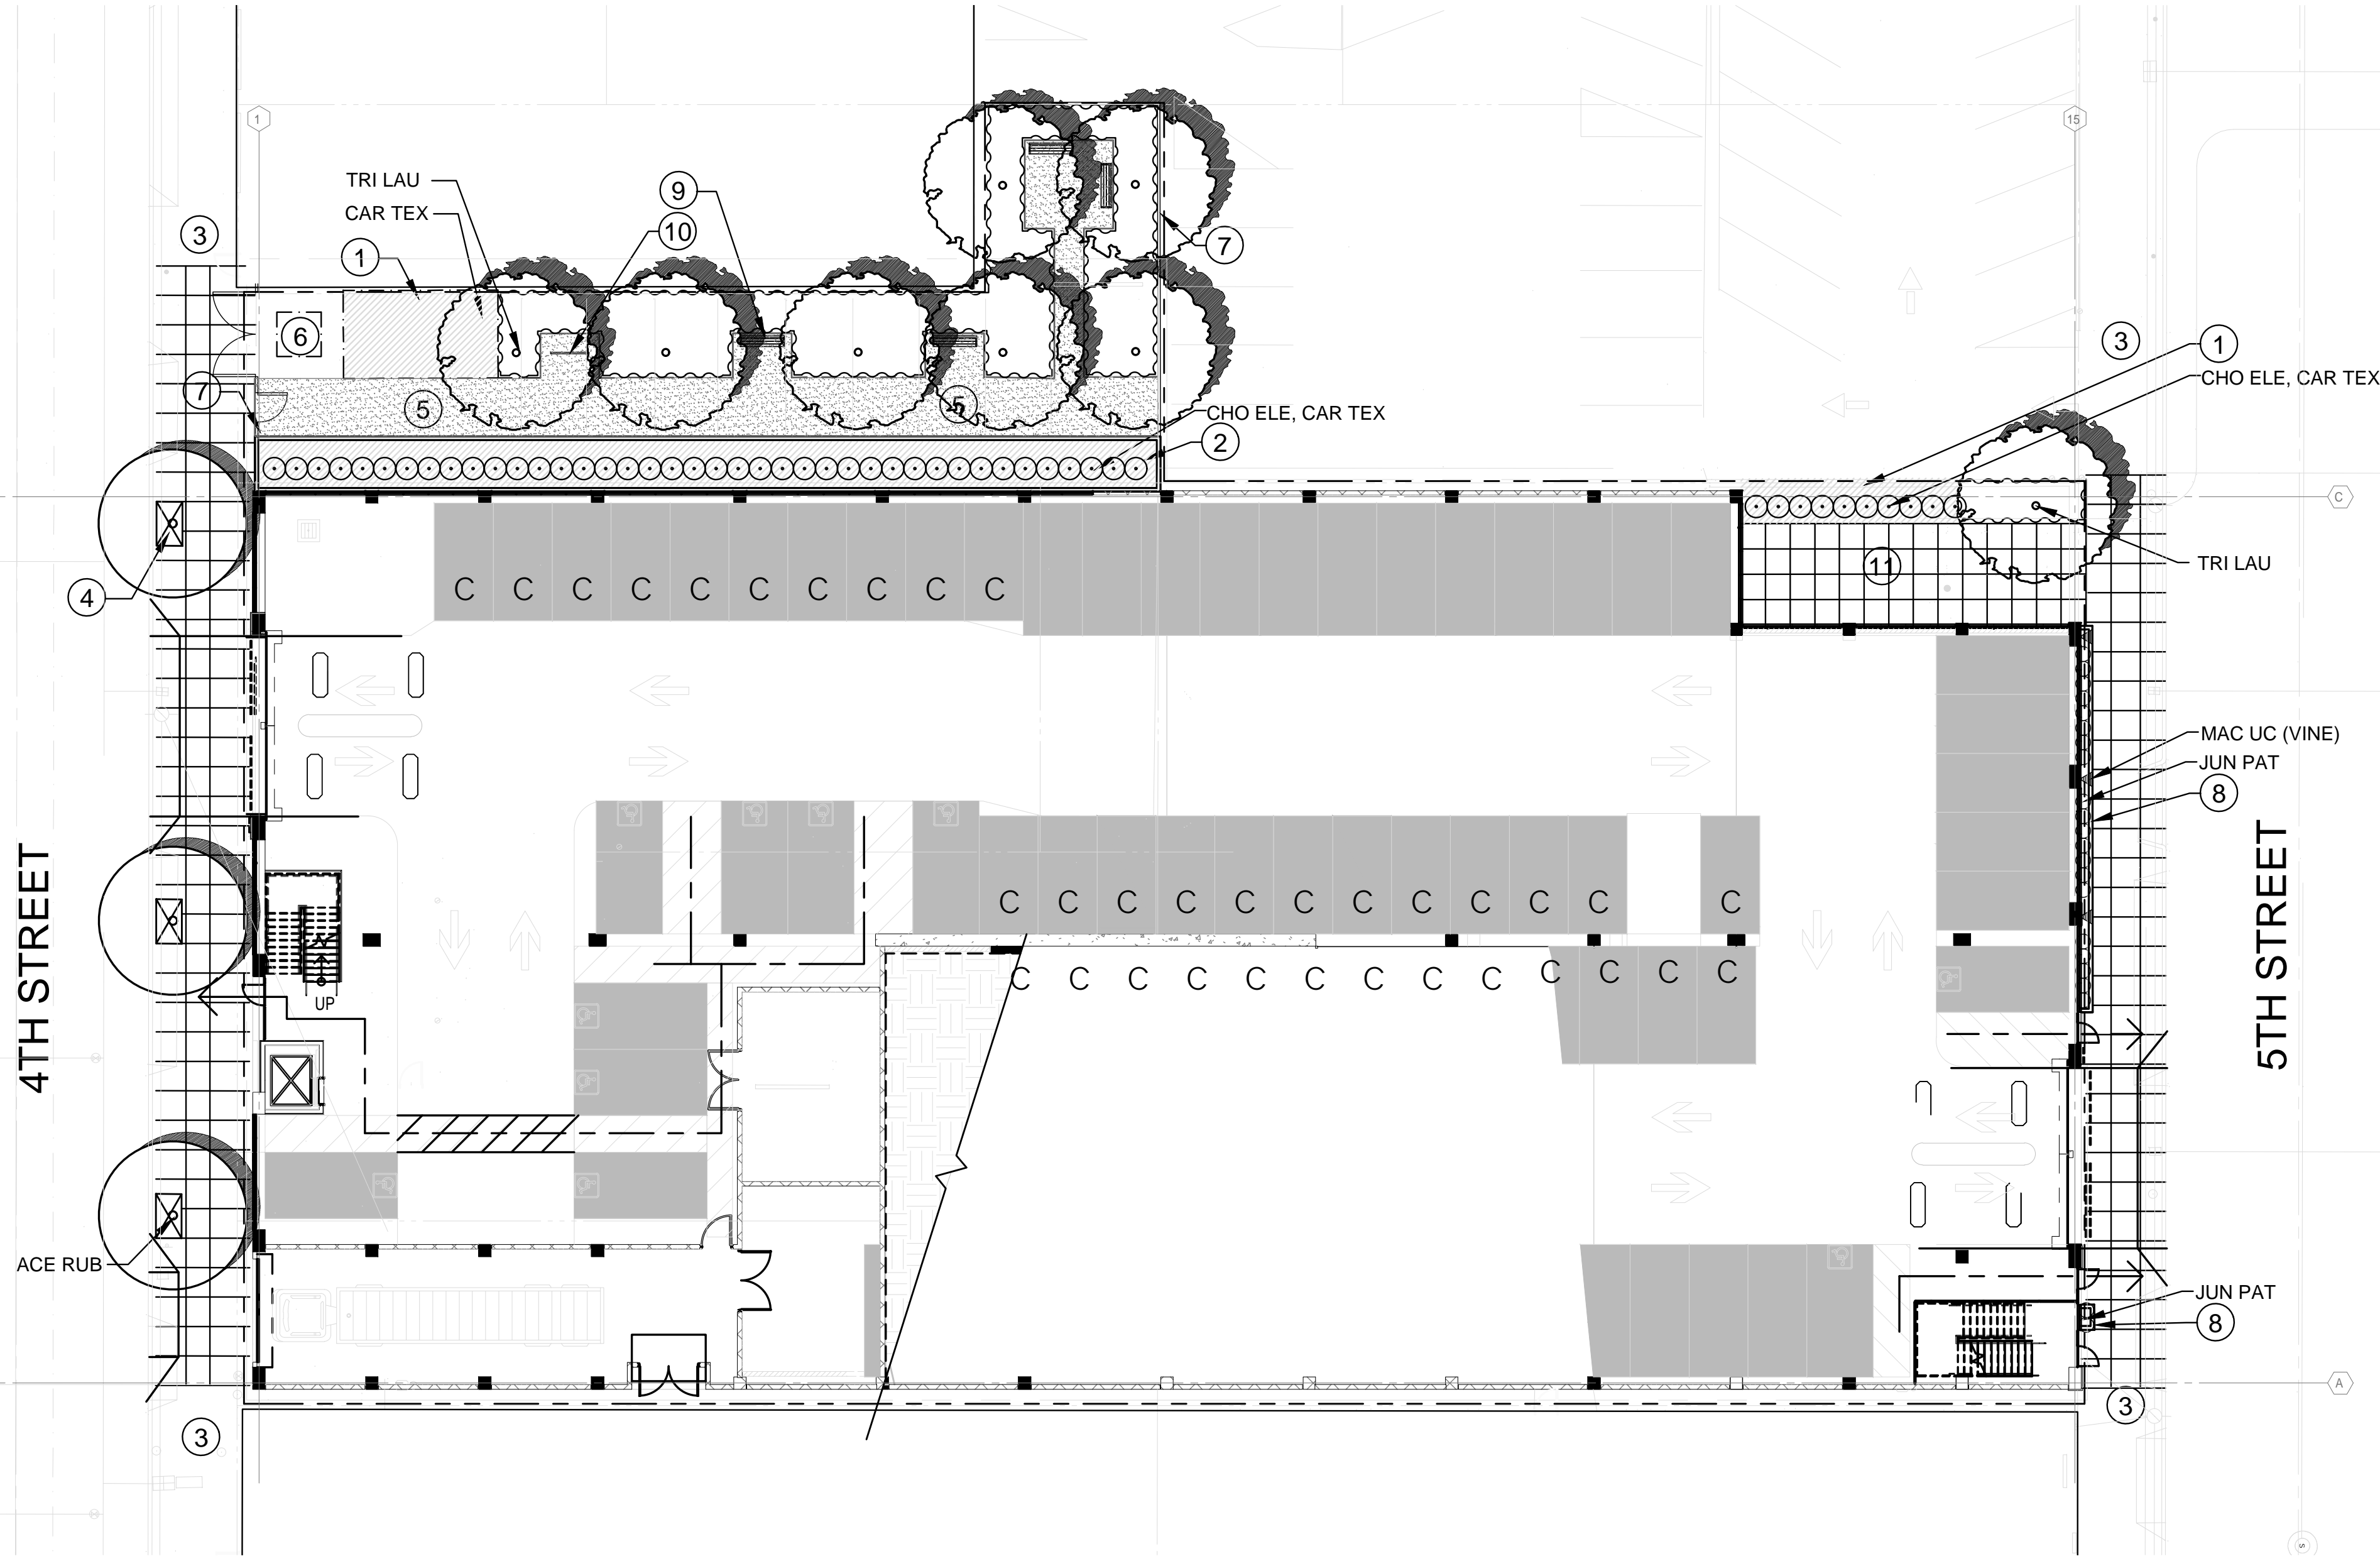 1
15
TRI LAU
CAR TEX
9
10
3
1
7
6
3
1
CHO ELE, CAR TEX
7
5
5
CHO ELE, CAR TEX
2
C
4
11
TRI LAU
C C C C C C C C C C
MAC UC (VINE)
JUN PAT
8
4TH STREET
5TH STREET
C C C C C C C C C C C C
C C C C C C C C C C C C C
UP
ACE RUB
JUN PAT
8
A
3
3
S